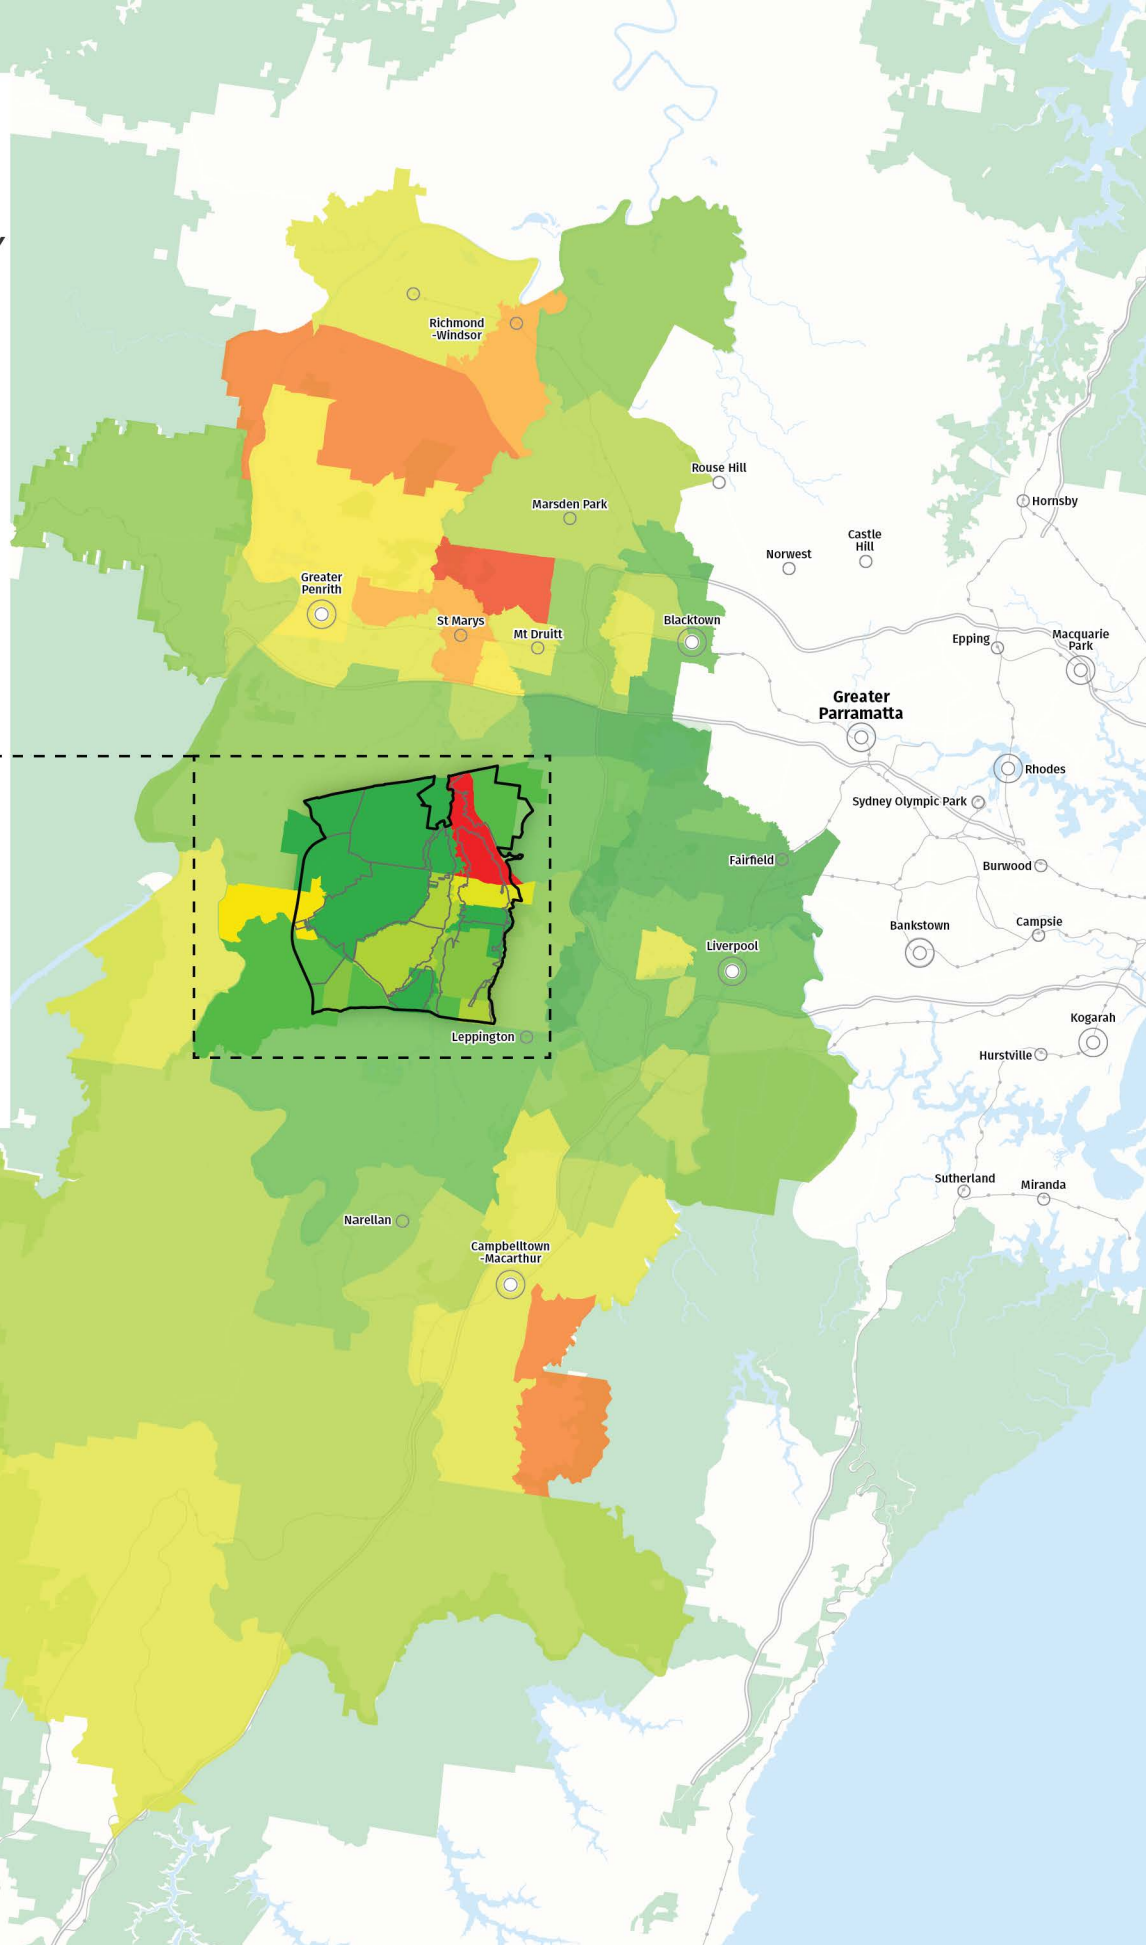 Richmond
-Windsor
Rouse Hill
Marsden Park
Hornsby
Castle
Hill
Norwest
Greater
Penrith
St Marys
Mt Druitt
Blacktown
Epping
Macquarie
Park
Greater
Parramatta
Rhodes
Sydney Olympic Park
Fairfield
Burwood
Bankstown
Campsie
Liverpool
Leppington
Kogarah
Hurstville
Sutherland
Miranda
Narellan
Campbelltown
-Macarthur